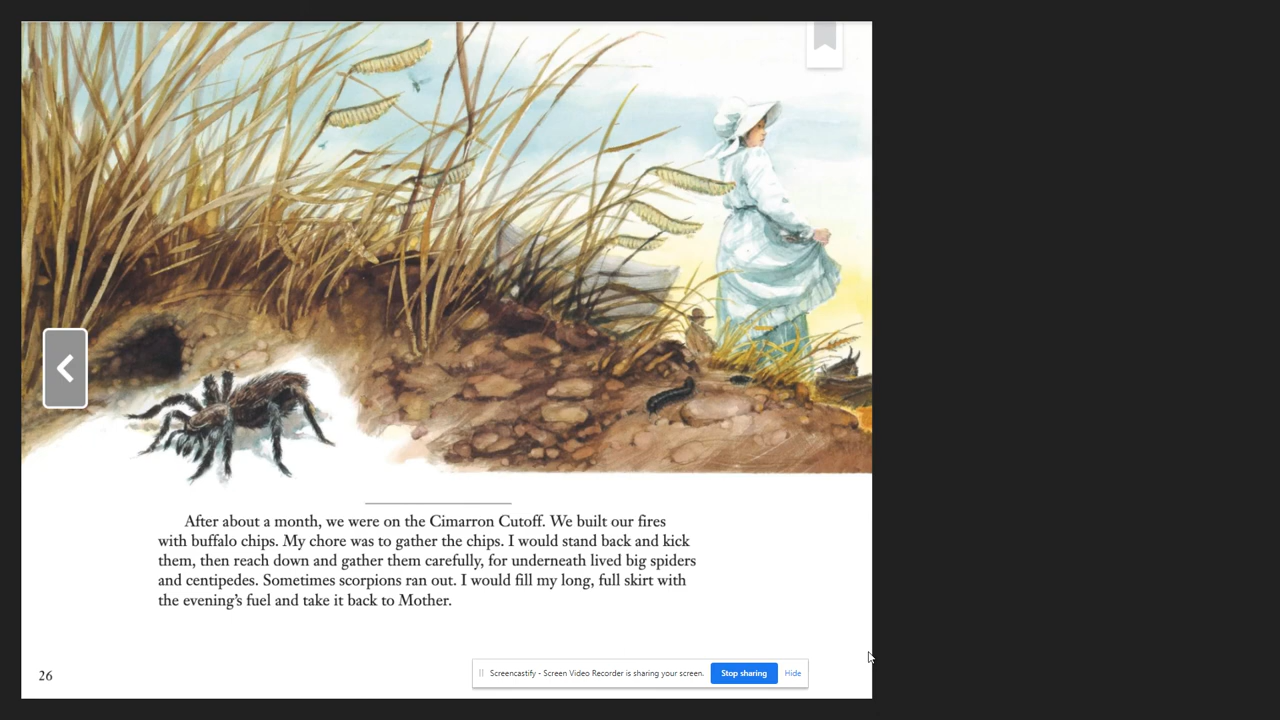 After about a month, we were on the Cimarron Cutoff. We built our fires
with buffalo chips. My chore was to gather the chips. I would stand back and kick
them, then reach down and gather them carefully, for underneath lived big spiders
and centipedes. Sometimes scorpions ran out. I would fill my long, full skirt with
the evening’s fuel and take it back to Mother.
26
Screencastify - Screen Video Recorder is sharing your screen. Stop sharing Hide